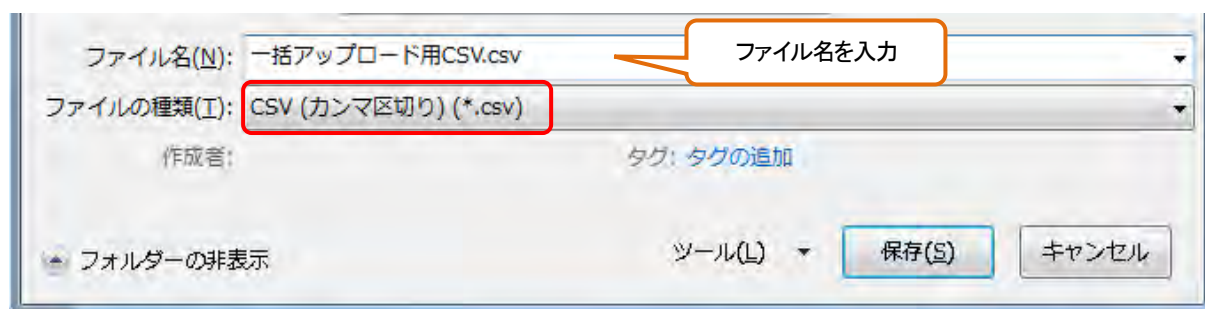 ファイル名(N): 一括アップロード用CSV.csv
ファイル名を入力
ファイルの種類(T): CSV (カンマ区切り) (*.csv)
作成者: タグ: タグの追加
フォルダーの非表示 ツール(L) 保存(S) キャンセル